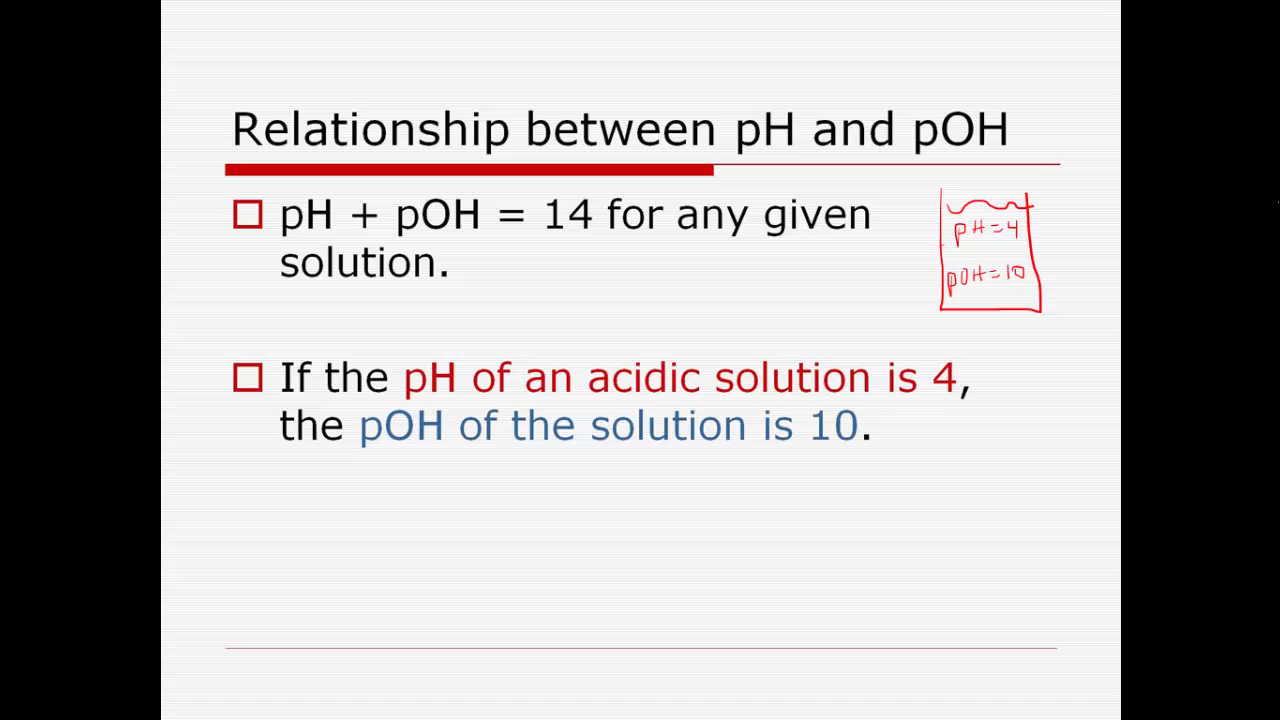 Relationship between pH and pOH
pH + pOH = 14 for any given
solution.
pH=4
pOH=10
If the pH of an acidic solution is 4,
the pOH of the solution is 10.